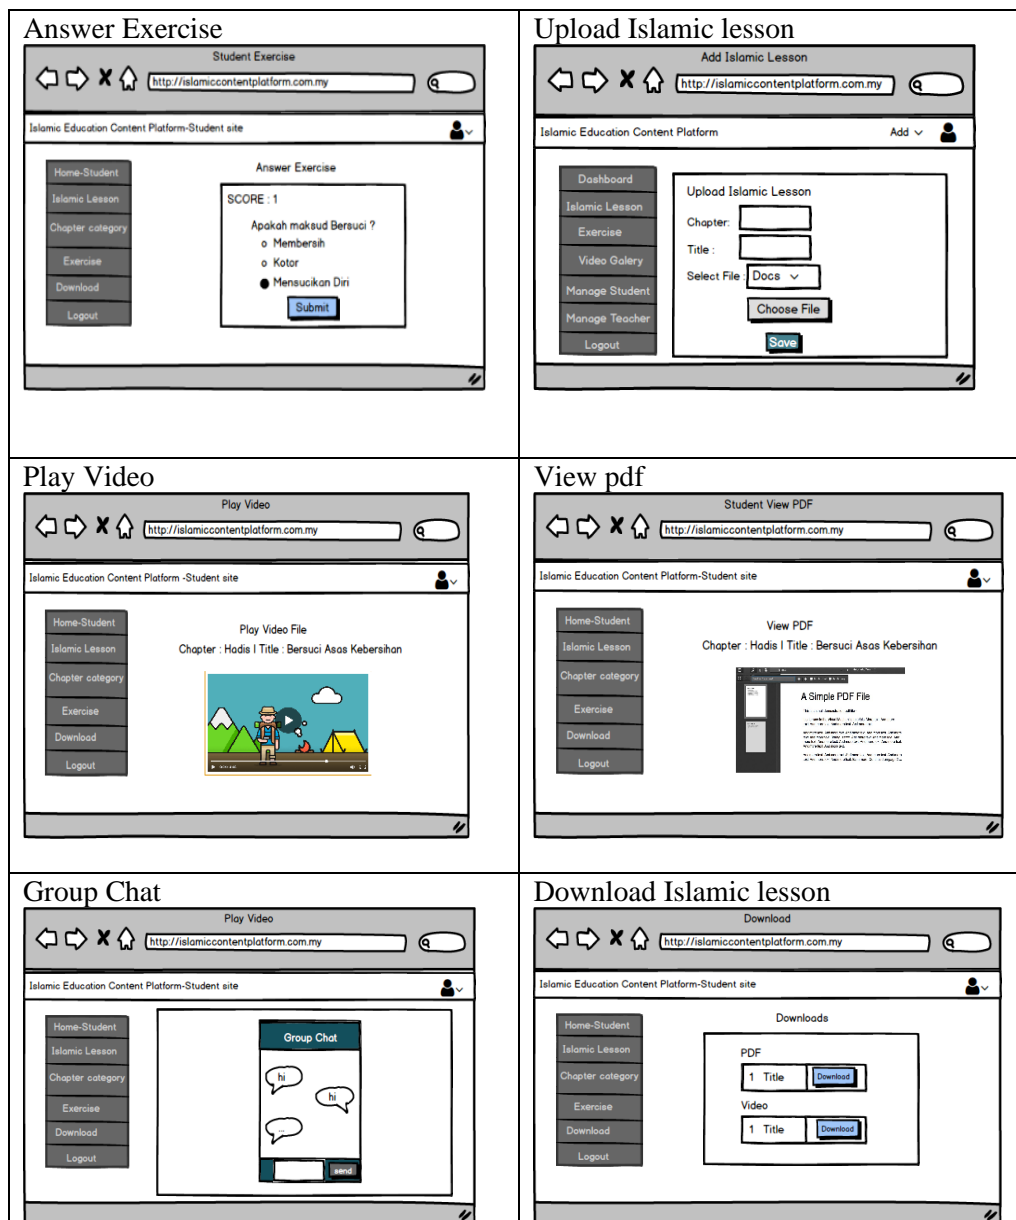 Answer Exercise
Student Exercise
http://islamiccontentplatform.com.my
Islamic Education Content Platform-Student site
Home-Student
Islamic Lesson
Chapter category
Exercise
Download
Logout
Answer Exercise
SCORE : 1
Apakah maksud Bersuci ?
Membersih
Kotor
Mensucikan Diri
Submit
Upload Islamic lesson
Add Islamic Lesson
http://islamiccontentplatform.com.my
Islamic Education Content Platform
Add
Dashboard
Islamic Lesson
Exercise
Video Galery
Manage Student
Manage Teacher
Logout
Upload Islamic Lesson
Chapter:
Title :
Select File : Docs
Choose File
Save
Play Video
Play Video
http://islamiccontentplatform.com.my
Islamic Education Content Platform -Student site
Home-Student
Islamic Lesson
Chapter category
Exercise
Download
Logout
Play Video File
Chapter : Hadis I Title : Bersuci Asas Kebersihan
View pdf
Student View PDF
http://islamiccontentplatform.com.my
Islamic Education Content Platform-Student site
Home-Student
Islamic Lesson
Chapter category
Exercise
Download
Logout
View PDF
Chapter : Hadis I Title : Bersuci Asas Kebersihan
A Simple PDF File
Group Chat
Play Video
http://islamiccontentplatform.com.my
Islamic Education Content Platform-Student site
Home-Student
Islamic Lesson
Chapter category
Exercise
Download
Logout
Group Chat
hi
hi
...
send
Download Islamic lesson
Download
http://islamiccontentplatform.com.my
Islamic Education Content Platform-Student site
Home-Student
Islamic Lesson
Chapter category
Exercise
Download
Logout
Downloads
PDF
1 Title Download
Video
1 Title Download